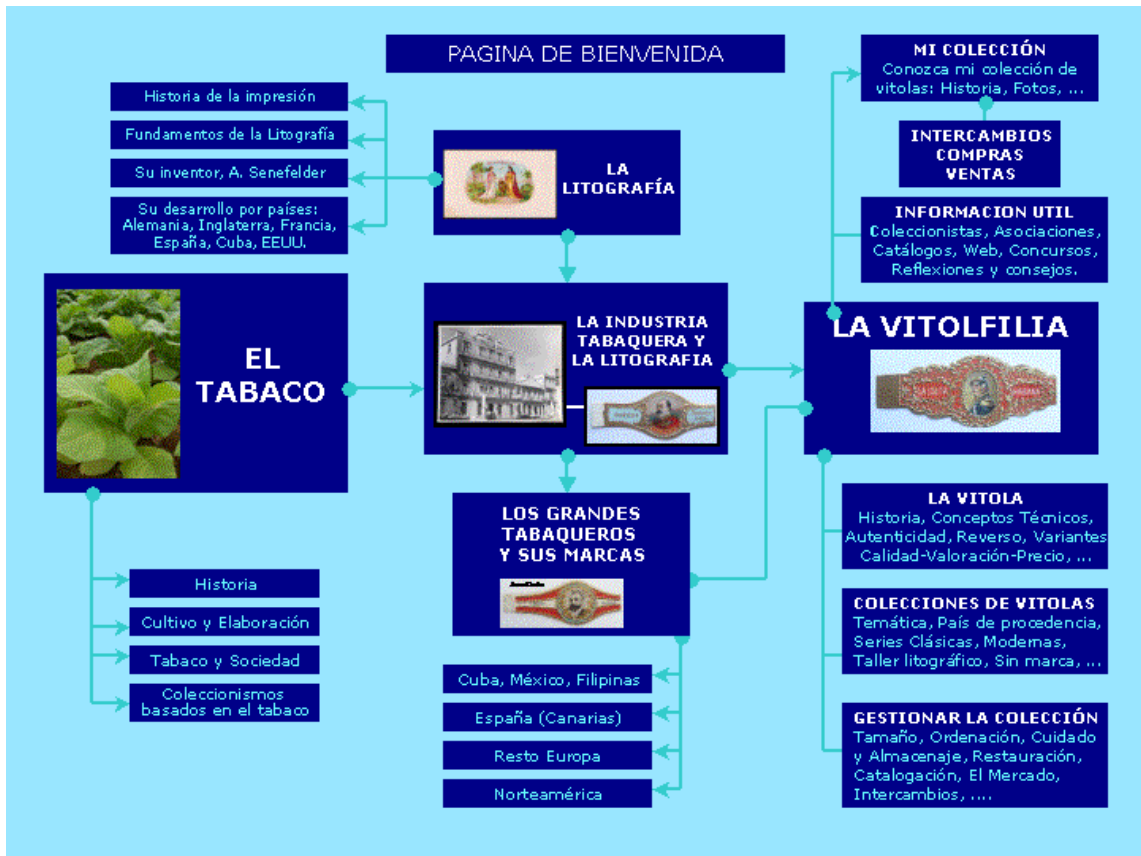 PAGINA DE BIENVENIDA
Historia de la impresión
Fundamentos de la Litografía
Su inventor, A. Senefelder
Su desarrollo por países:
Alemania, Inglaterra, Francia,
España, Cuba, EEUU.
LA
LITOGRAFÍA
EL
TABACO
Historia
Cultivo y Elaboración
Tabaco y Sociedad
Coleccionismos
basados en el tabaco
LA INDUSTRIA
TABAQUERA Y
LA LITOGRAFIA
LOS GRANDES
TABAQUEROS
Y SUS MARCAS
Cuba, México, Filipinas
España (Canarias)
Resto Europa
Norteamérica
MI COLECCIÓN
Conozca mi colección de
vitolas: Historia, Fotos, ...
INTERCAMBIOS
COMPRAS
VENTAS
INFORMACION UTIL
Coleccionistas, Asociaciones,
Catálogos, Web, Concursos,
Reflexiones y consejos.
LA VITOLFILIA
LA VITOLA
Historia, Conceptos Técnicos,
Autenticidad, Reverso, Variantes
Calidad-Valoración-Precio, ...
COLECCIONES DE VITOLAS
Temática, País de procedencia,
Series Clásicas, Modernas,
Taller litográfico, Sin marca, ...
GESTIONAR LA COLECCIÓN
Tamaño, Ordenación, Cuidado
y Almacenaje, Restauración,
Catalogación, El Mercado,
Intercambios, ....